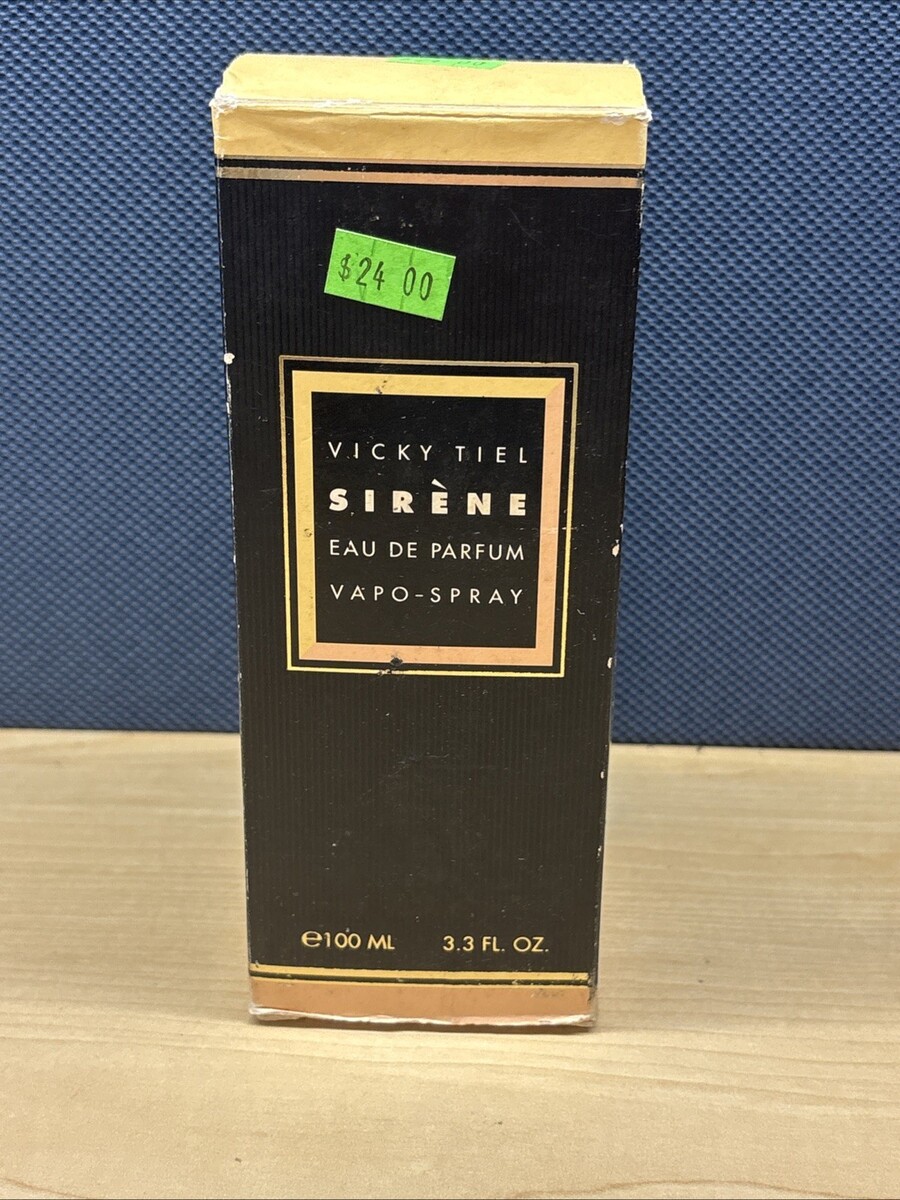 $24 00
VICKY TIEL
SIRÈNE
EAU DE PARFUM
VAPO-SPRAY
℮100 ML 3.3 FL. OZ.